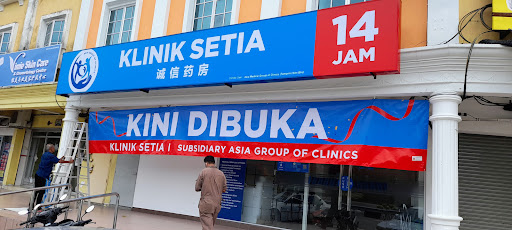 KLINIK SETIA
诚信药房
14
JAM
KINI DIBUKA
KLINIK SETIA I SUBSIDIARY ASIA GROUP OF CLINICS
Skin Care